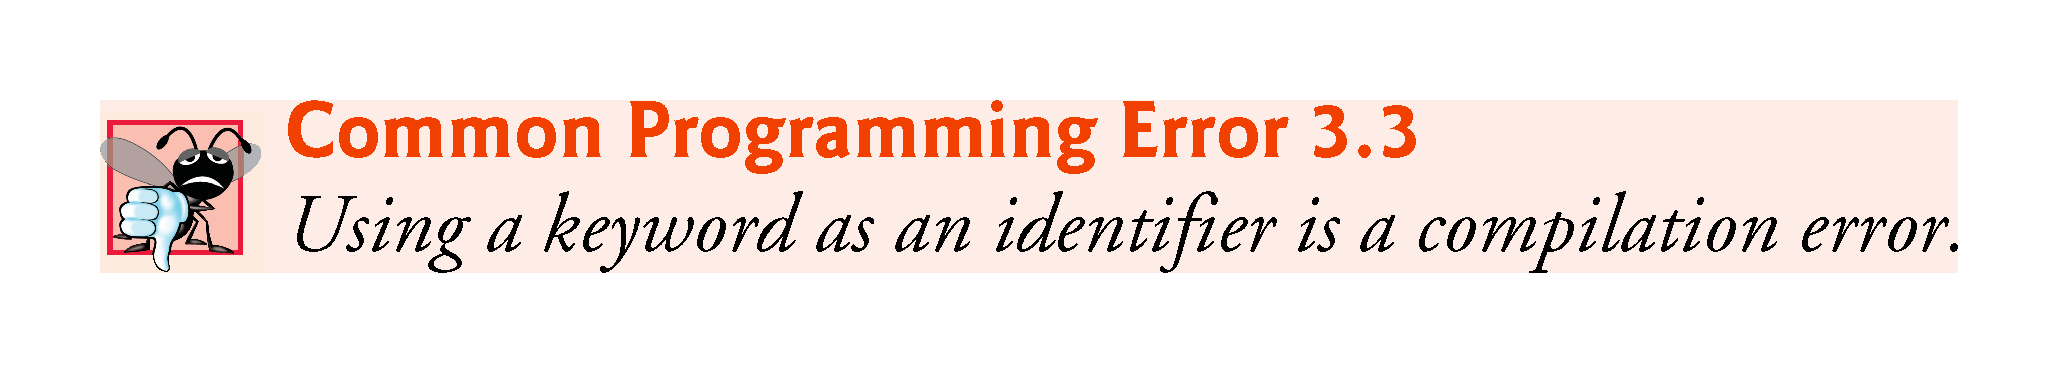 Common Programming Error 3.3
Using a keyword as an identifier is a compilation error.